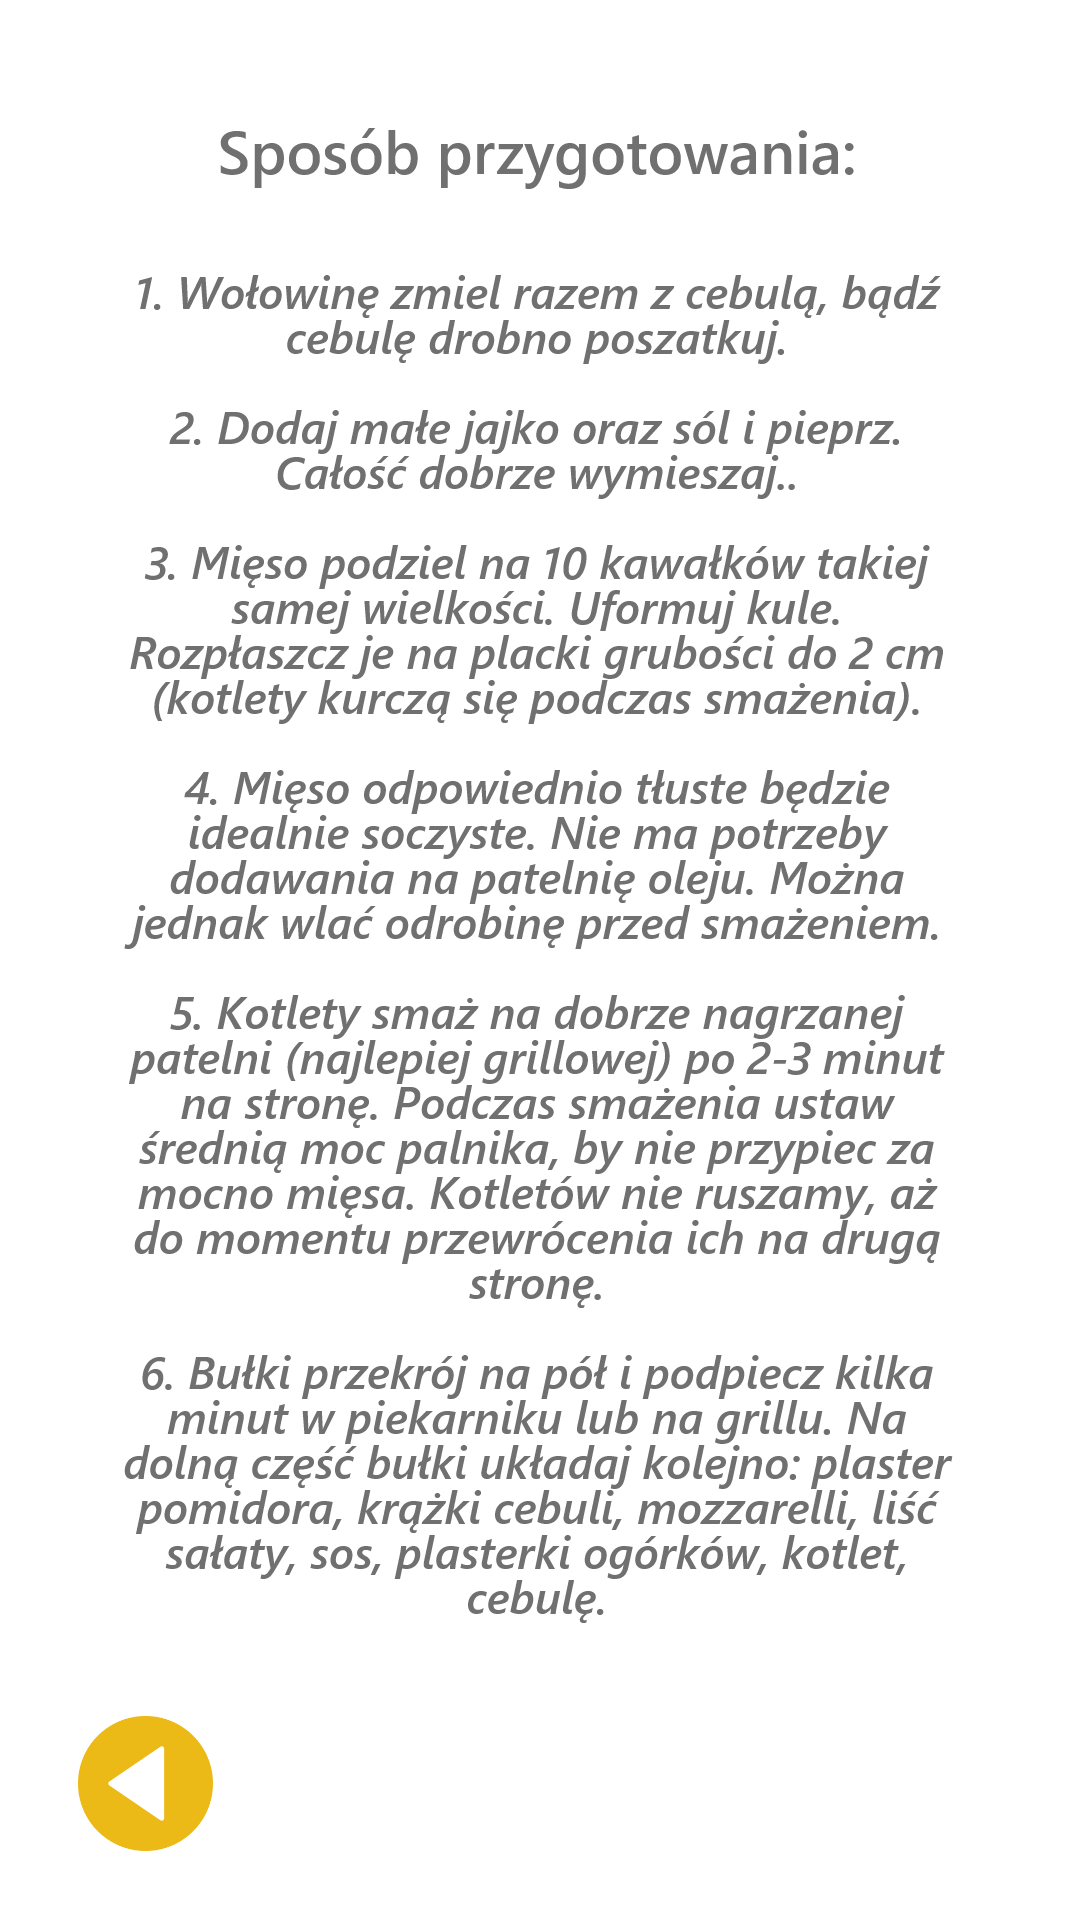 Sposób przygotowania:
1. Wołowinę zmiel razem z cebulą, bądź
cebulę drobno poszatkuj.
2. Dodaj małe jajko oraz sól i pieprz.
Całość dobrze wymieszaj..
3. Mięso podziel na 10 kawałków takiej
samej wielkości. Uformuj kule.
Rozpłaszcz je na placki grubości do 2 cm
(kotlety kurczą się podczas smażenia).
4. Mięso odpowiednio tłuste będzie
idealnie soczyste. Nie ma potrzeby
dodawania na patelnię oleju. Można
jednak wlać odrobinę przed smażeniem.
5. Kotlety smaż na dobrze nagrzanej
patelni (najlepiej grillowej) po 2-3 minut
na stronę. Podczas smażenia ustaw
średnią moc palnika, by nie przypiec za
mocno mięsa. Kotletów nie ruszamy, aż
do momentu przewrócenia ich na drugą
stronę.
6. Bułki przekrój na pół i podpiecz kilka
minut w piekarniku lub na grillu. Na
dolną część bułki układaj kolejno: plaster
pomidora, krążki cebuli, mozzarelli, liść
sałaty, sos, plasterki ogórków, kotlet,
cebulę.